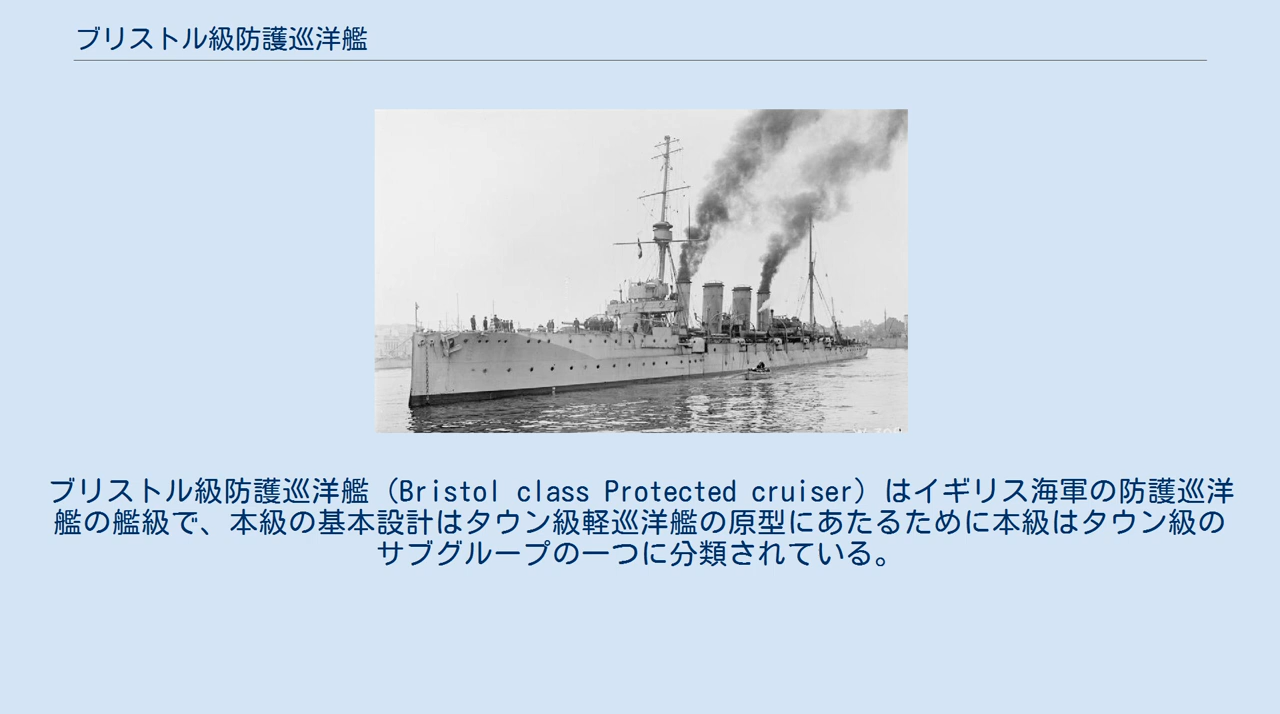 ブリストル級防護巡洋艦
ブリストル級防護巡洋艦（Bristol class Protected cruiser）はイギリス海軍の防護巡洋
艦の艦級で、本級の基本設計はタウン級軽巡洋艦の原型にあたるために本級はタウン級の
サブグループの一つに分類されている。